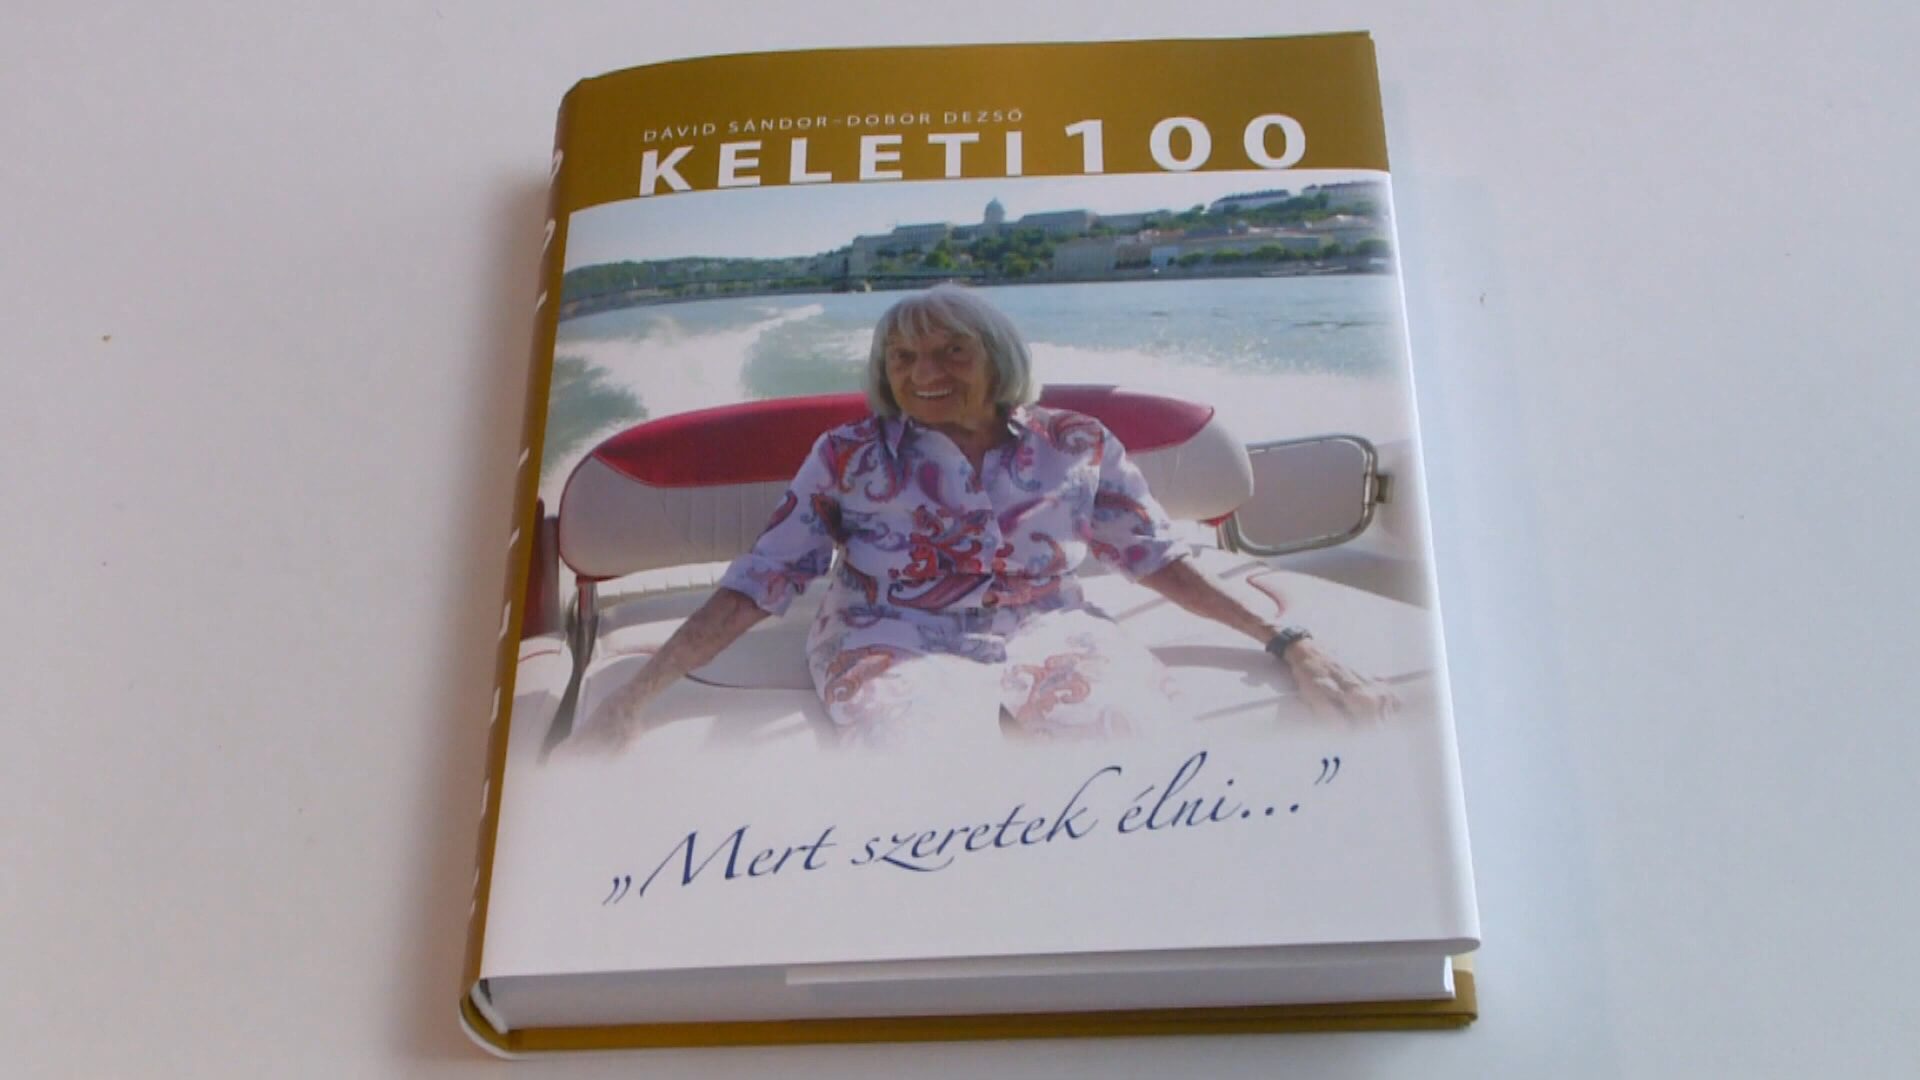 DÁVID SÁNDOR–DOBOR DEZSŐ
KELETI 100
„Mert szeretek élni...”